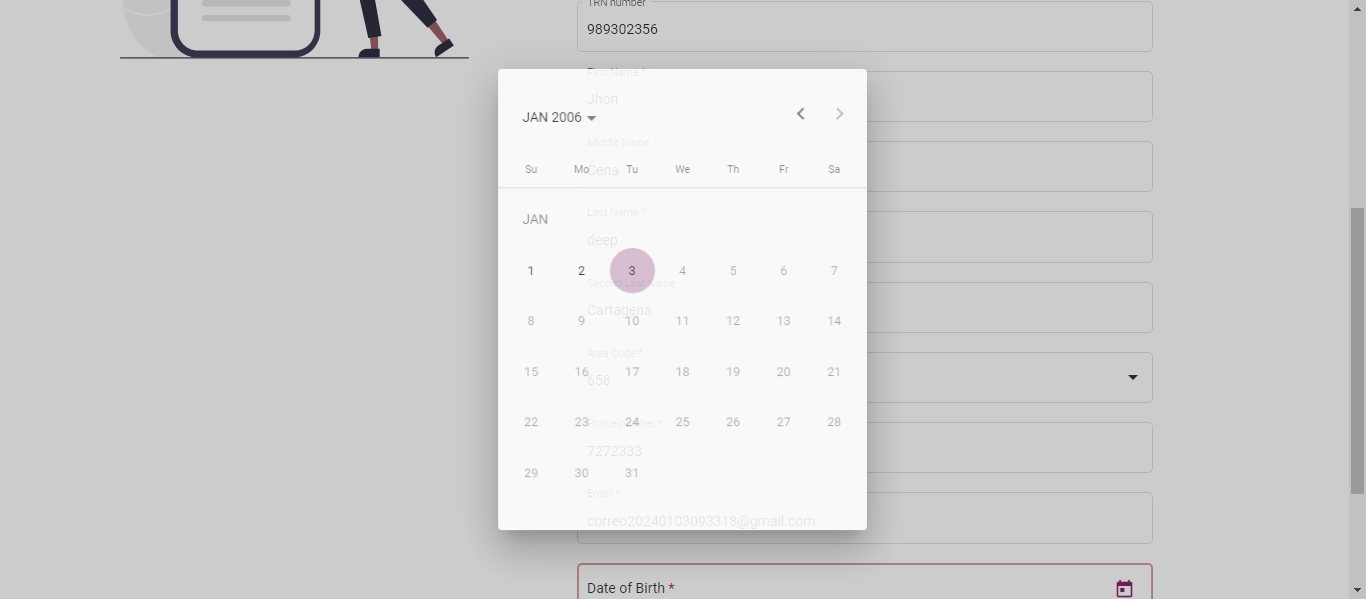 TRN number
989302356
First Name *
Jhon
JAN 2006
Middle Name
Cena
Su Mo Tu We Th Fr Sa
Last Name *
JAN
deep
1 2 3 4 5 6 7
Second Last Name
Cartagena
8 9 10 11 12 13 14
Area Code *
15 16 17 18 19 20 21
658
22 23 24 25 26 27 28
Phone number *
7272333
29 30 31
Email *
correo20240103093318@gmail.com
Date of Birth *